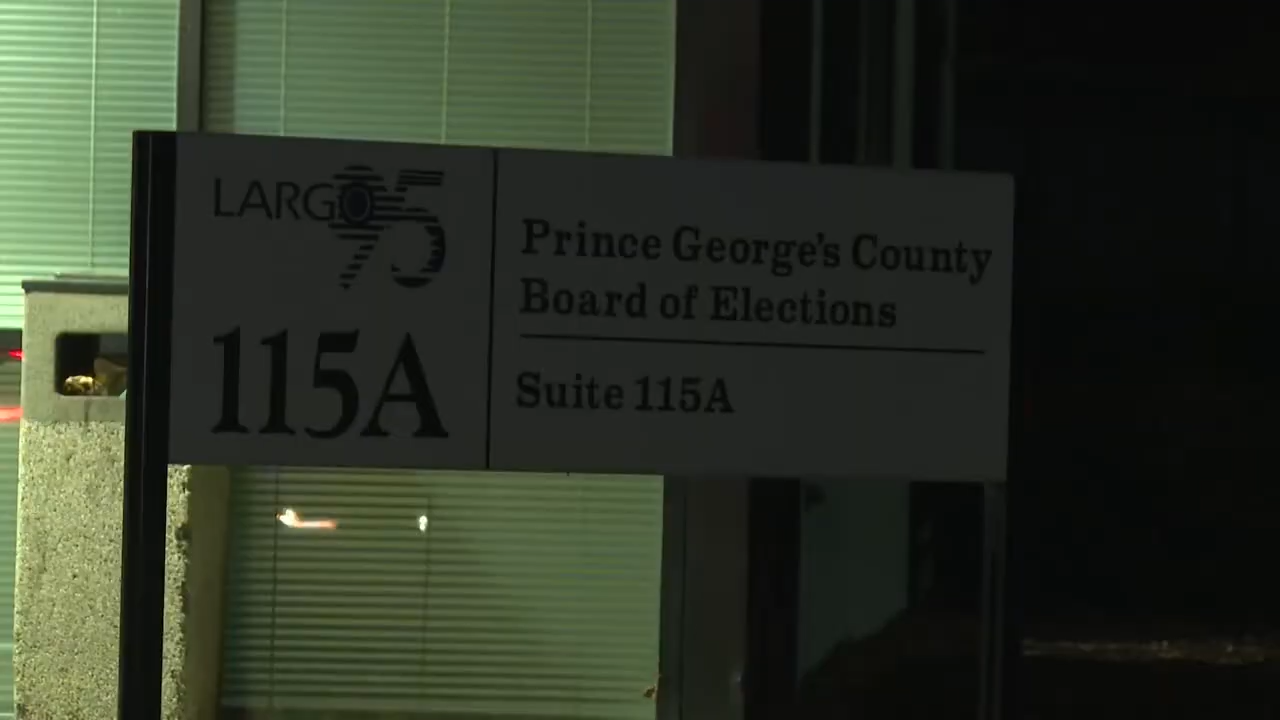 LARGO 95
115A
Prince George's County
Board of Elections
Suite 115A